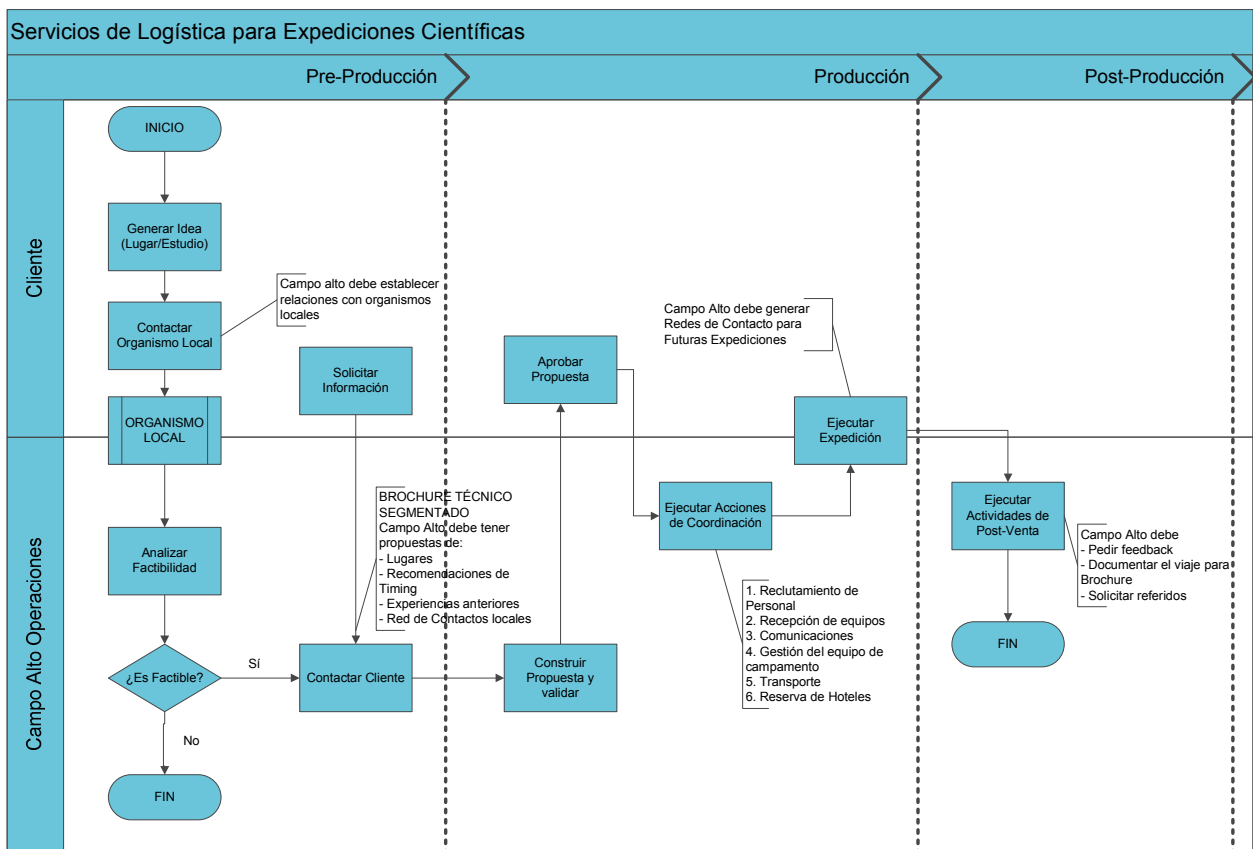 Servicios de Logística para Expediciones Científicas
Pre-Producción
Producción
Post-Producción
Cliente
INICIO
Generar Idea
(Lugar/Estudio)
Contactar
Organismo Local
Campo alto debe establecer
relaciones con organismos
locales
ORGANISMO
LOCAL
Solicitar
Información
Aprobar
Propuesta
Campo Alto debe generar
Redes de Contacto para
Futuras Expediciones
Ejecutar
Expedición
Campo Alto Operaciones
Analizar
Factibilidad
¿Es Factible?
Sí
No
FIN
BROCHURE TÉCNICO
SEGMENTADO
Campo Alto debe tener
propuestas de:
- Lugares
- Recomendaciones de
Timing
- Experiencias anteriores
- Red de Contactos locales
Contactar Cliente
Construir
Propuesta y
validar
Ejecutar Acciones
de Coordinación
1. Reclutamiento de
Personal
2. Recepción de equipos
3. Comunicaciones
4. Gestión del equipo de
campamento
5. Transporte
6. Reserva de Hoteles
Ejecutar
Actividades de
Post-Venta
Campo Alto debe
- Pedir feedback
- Documentar el viaje para
Brochure
- Solicitar referidos
FIN